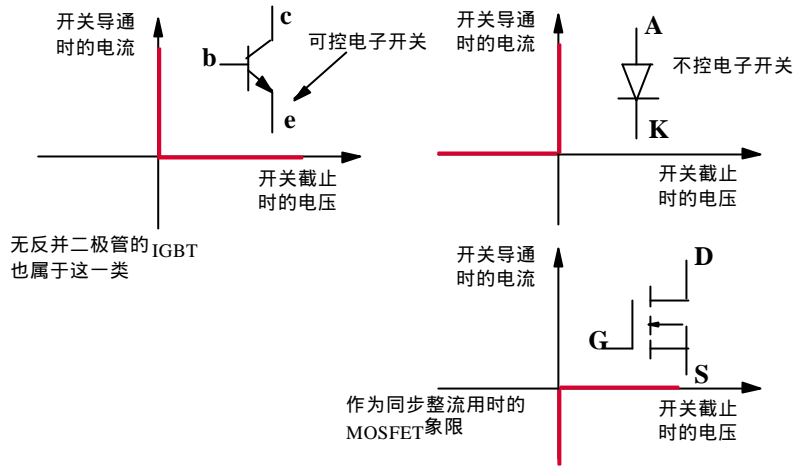 开关导通
时的电流
c
b
e
可控电子开关
开关截止
时的电压
无反并二极管的IGBT
也属于这一类
开关导通
时的电流
A
K
不控电子开关
开关截止
时的电压
开关导通
时的电流
D
G
S
作为同步整流用时的
MOSFET象限
开关截止
时的电压